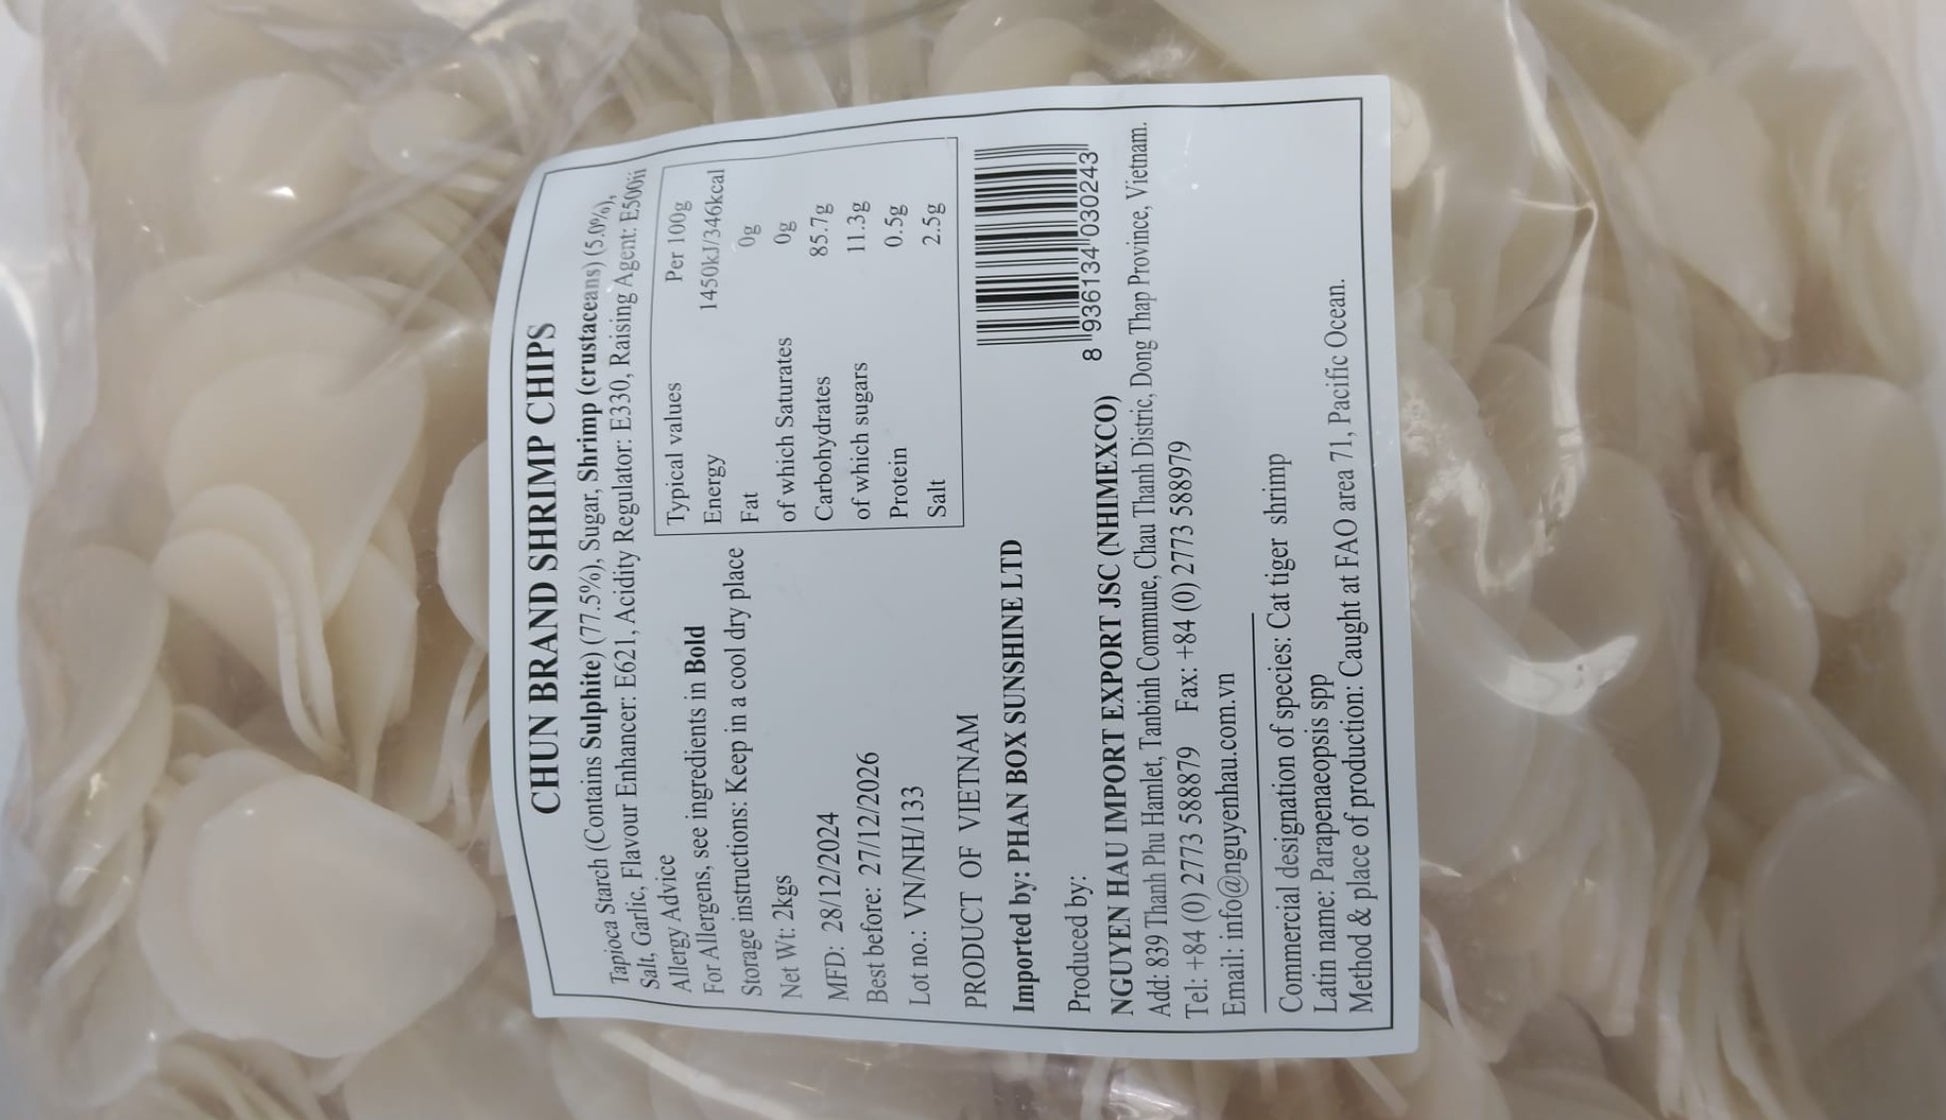 CHUN BRAND SHRIMP CHIPS
Tapioca Starch (Contains Sulphite) (77.5%), Sugar, Shrimp (crustaceans) (5.0%),
Salt, Garlic, Flavour Enhancer: E621, Acidity Regulator: E330, Raising Agent: E500ii
Allergy Advice
For Allergens, see ingredients in Bold
Storage instructions: Keep in a cool dry place
Net Wt: 2kgs
MFD: 28/12/2024
Best before: 27/12/2026
Lot no.: VN/NH/133
Typical values Per 100g
Energy 1450kJ/346kcal
Fat 0g
of which Saturates 0g
Carbohydrates 85.7g
of which sugars 11.3g
Protein 0.5g
Salt 2.5g
PRODUCT OF VIETNAM
Imported by: PHAN BOX SUNSHINE LTD
8 936134 030243
Produced by:
NGUYEN HAU IMPORT EXPORT JSC (NHIMEXCO)
Add: 839 Thanh Phu Hamlet, Tanbinh Commune, Chau Thanh Distric, Dong Thap Province, Vietnam.
Tel: +84 (0) 2773 588879 Fax: +84 (0) 2773 588979
Email: info@nguyenhau.com.vn
Commercial designation of species: Cat tiger shrimp
Latin name: Parapenaeopsis spp
Method & place of production: Caught at FAO area 71, Pacific Ocean.